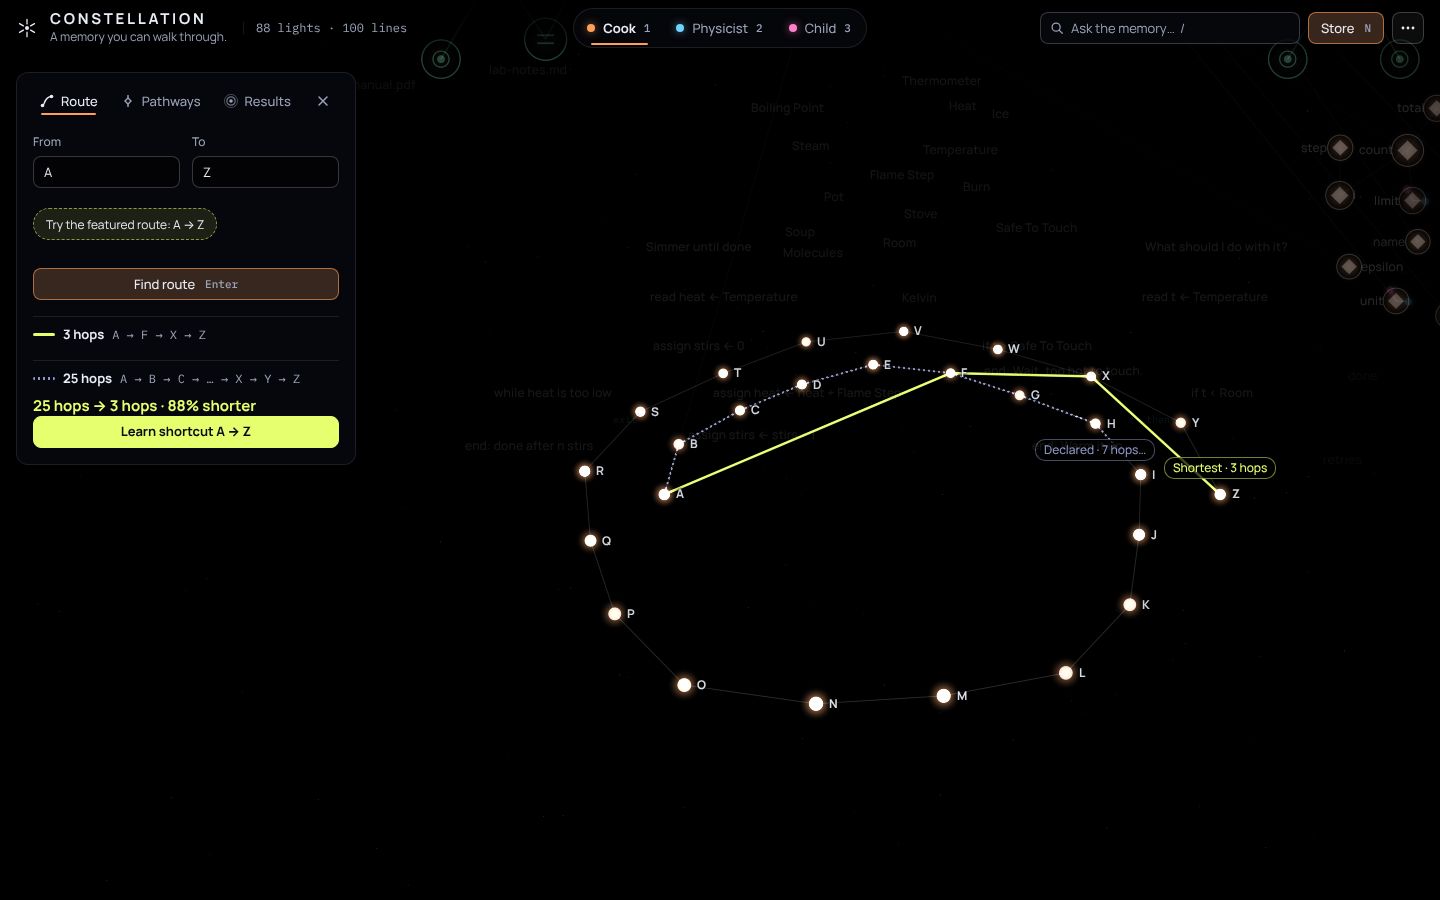 CONSTELLATION
A memory you can walk through.
88 lights · 100 lines
Cook 1
Physicist 2
Child 3
Ask the memory… /
Store N
Route
Pathways
Results
From
To
A
Z
Try the featured route: A → Z
Find route Enter
3 hops A → F → X → Z
25 hops A → B → C → … → X → Y → Z
25 hops → 3 hops · 88% shorter
Learn shortcut A → Z
lab-notes.md
Thermometer
Boiling Point
Heat
Ice
Steam
Temperature
Flame Step
Burn
Pot
Stove
Soup
Safe To Touch
Simmer until done
Molecules
Room
What should I do with it?
read heat ← Temperature
Kelvin
read t ← Temperature
assign stirs ← 0
while heat is too low
if t < Room
done
end: done after n stirs
retries
total
step
count
limit
name
epsilon
unit
V
U
W
E
T
D
F
X
G
C
S
Y
H
B
Declared · 7 hops…
Shortest · 3 hops
R
I
A
Z
Q
J
P
K
O
L
N
M